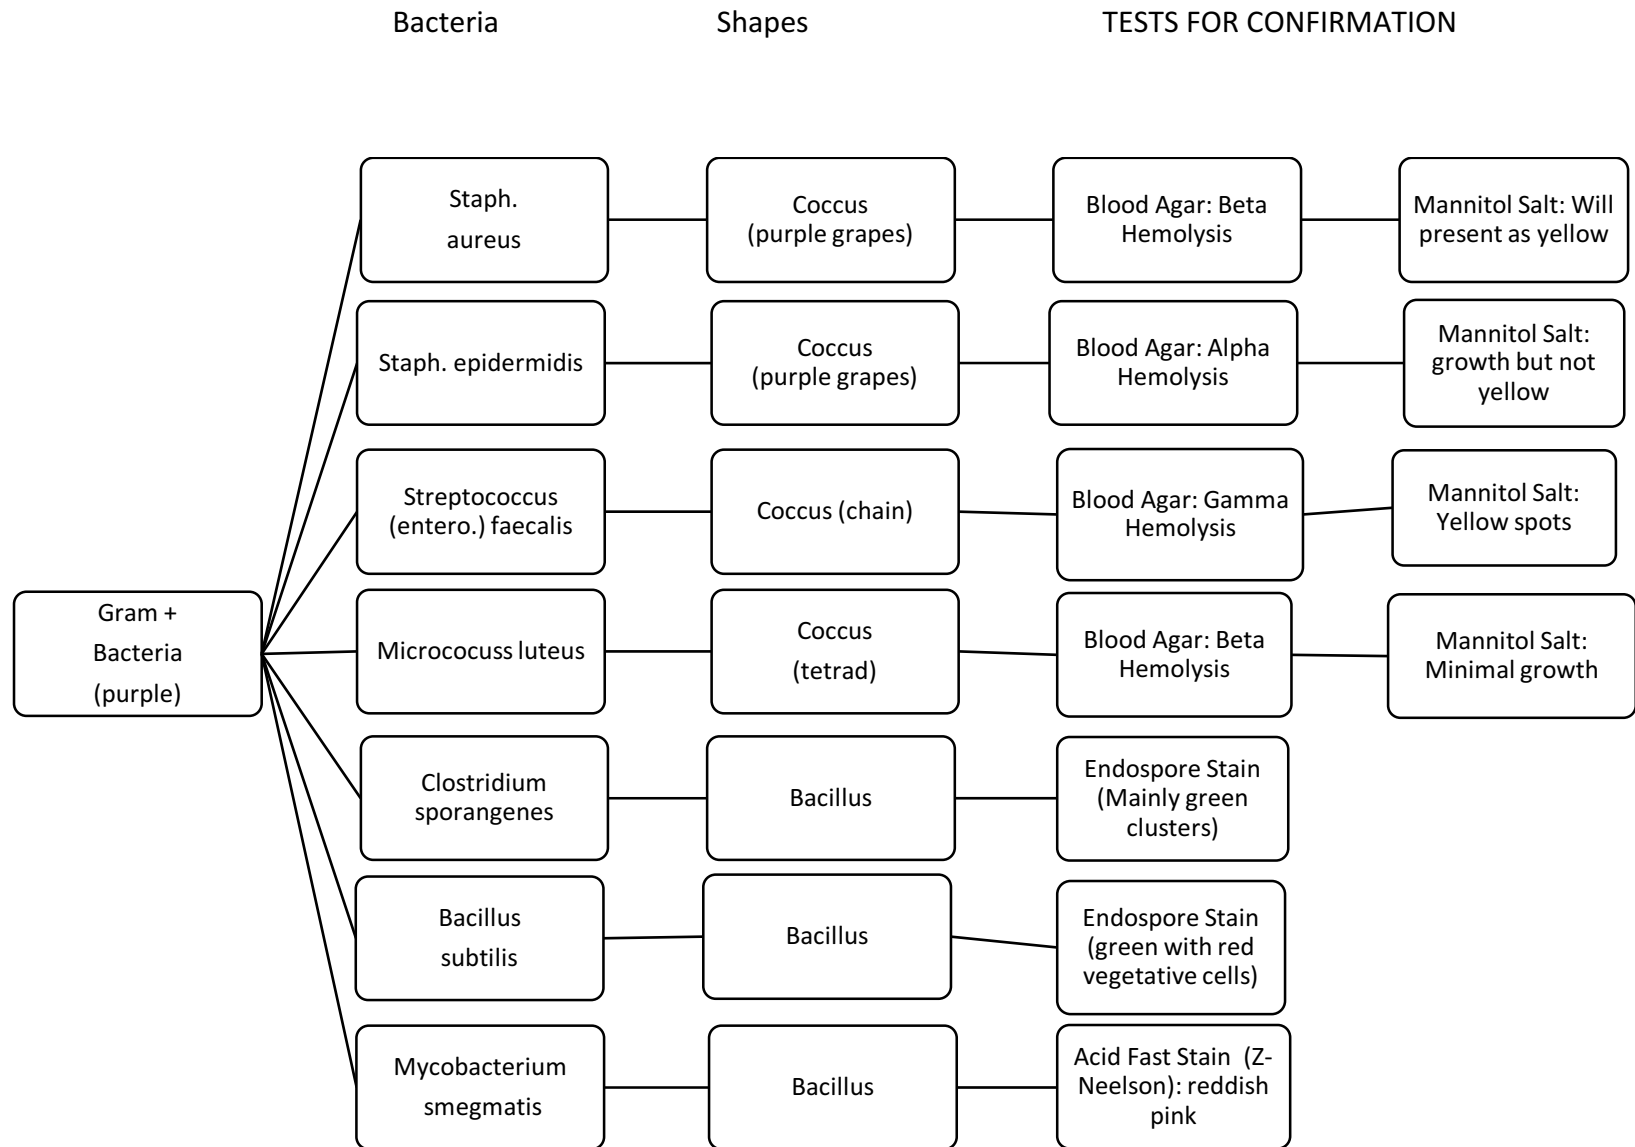 Bacteria
Shapes
TESTS FOR CONFIRMATION
Staph.
aureus
Coccus
(purple grapes)
Blood Agar: Beta
Hemolysis
Mannitol Salt: Will
present as yellow
Staph. epidermidis
Coccus
(purple grapes)
Blood Agar: Alpha
Hemolysis
Mannitol Salt:
growth but not
yellow
Streptococcus
(entero.) faecalis
Coccus (chain)
Blood Agar: Gamma
Hemolysis
Mannitol Salt:
Yellow spots
Gram +
Bacteria
(purple)
Micrococuss luteus
Coccus
(tetrad)
Blood Agar: Beta
Hemolysis
Mannitol Salt:
Minimal growth
Clostridium
sporangenes
Bacillus
Endospore Stain
(Mainly green
clusters)
Bacillus
subtilis
Bacillus
Endospore Stain
(green with red
vegetative cells)
Mycobacterium
smegmatis
Bacillus
Acid Fast Stain  (Z-
Neelson): reddish
pink